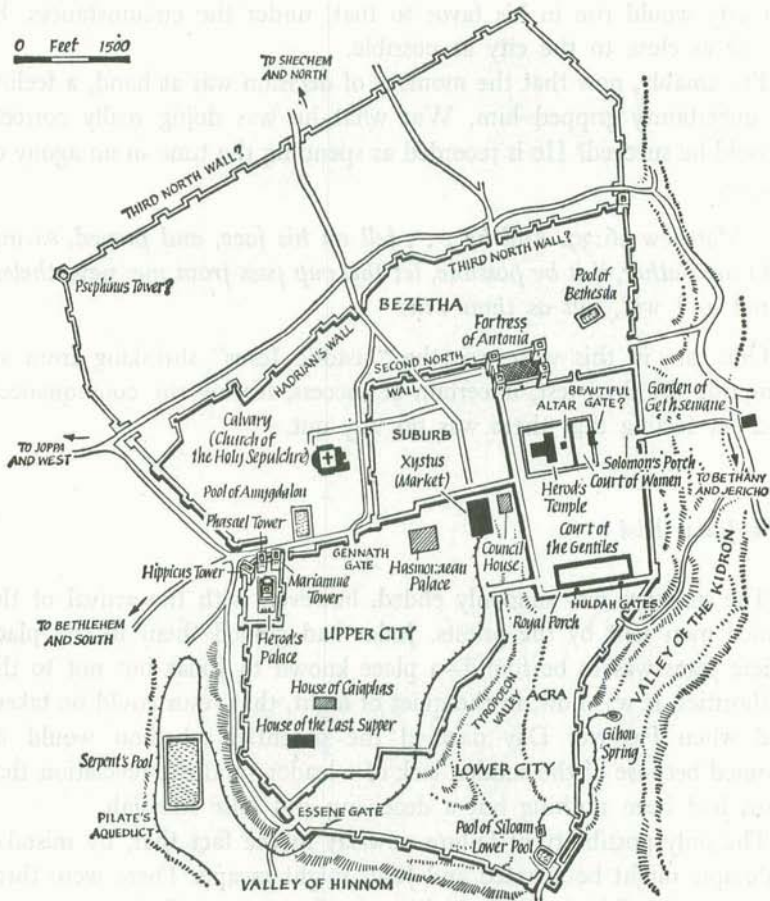 0 Feet 1500
TO SHECHEM
AND NORTH
THIRD NORTH WALL?
THIRD NORTH WALL?
Psephinus Tower?
BEZETHA
Pool of
Bethesda
Fortress
of Antonia
HADRIAN'S WALL
SECOND NORTH
WALL
BEAUTIFUL
GATE?
ALTAR
Garden of
Gethsemane
Calvary
(Church of
the Holy Sepulchre)
SUBURB
TO JOPPA
AND WEST
Xystus
(Market)
Solomon's Porch
Court of Women
TO BETHANY
AND JERICHO
Pool of Amygdalon
Herod's
Temple
Phasael Tower
Court of
the Gentiles
GENNATH
GATE
Hasmonaean
Palace
Council
House
Hippicus Tower
Mariamne
Tower
HULDAH GATES
Royal Porch
VALLEY OF THE KIDRON
TO BETHLEHEM
AND SOUTH
Herod's
Palace
UPPER CITY
TYROPOEON
VALLEY
ACRA
House of Caiaphas
House of the Last Supper
Gihon
Spring
Serpent's Pool
LOWER CITY
ESSENE GATE
PILATE'S
AQUEDUCT
Pool of Siloam
Lower Pool
VALLEY OF HINNOM